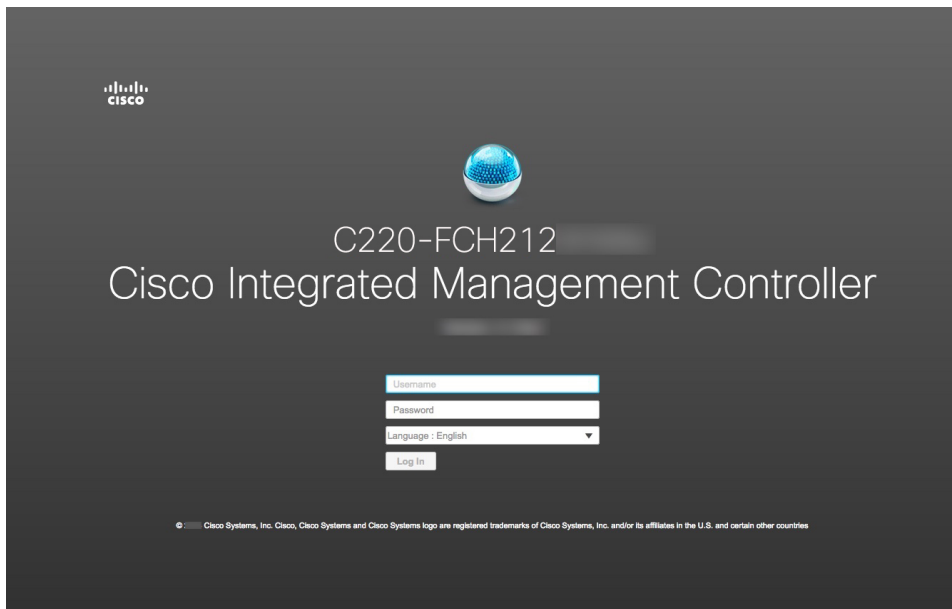 CISCO
C220-FCH212
Cisco Integrated Management Controller
Username
Password
Language : English
Log In
© Cisco Systems, Inc. Cisco, Cisco Systems and Cisco Systems logo are registered trademarks of Cisco Systems, Inc. and/or its affiliates in the U.S. and certain other countries